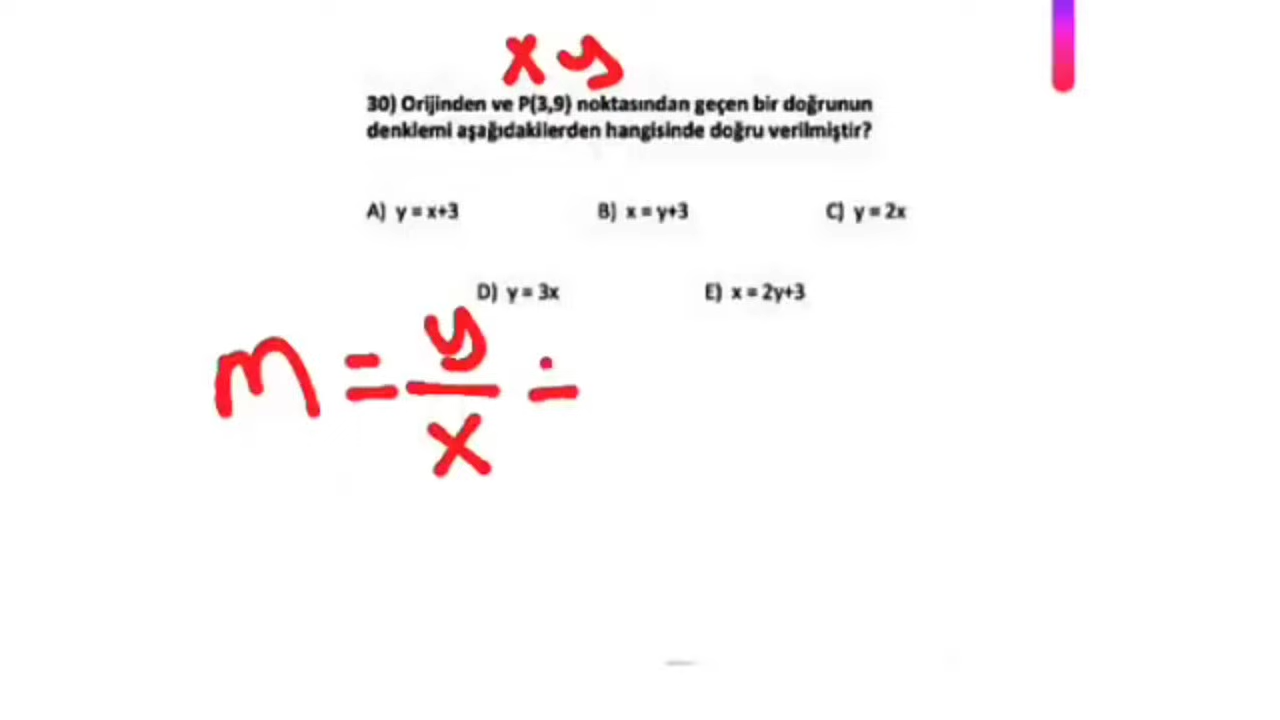 x y
30) Orijinden ve P(3,9) noktasından geçen bir doğrunun
denklemi aşağıdakilerden hangisinde doğru verilmiştir?
A) y = x+3 B) x = y+3 C) y = 2x
D) y = 3x E) x = 2y+3
m = y/x =